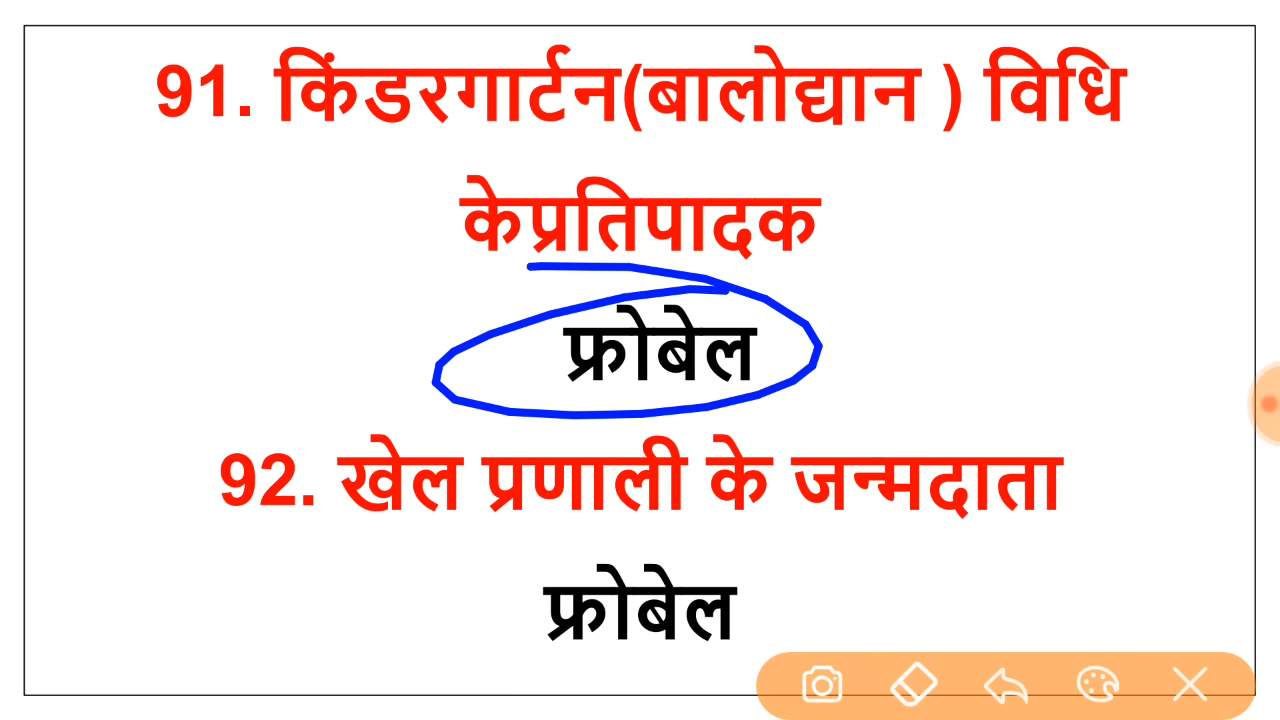 91. किंडरगार्टन(बालोद्यान ) विधि
केप्रतिपादक
फ्रोबेल
92. खेल प्रणाली के जन्मदाता
फ्रोबेल